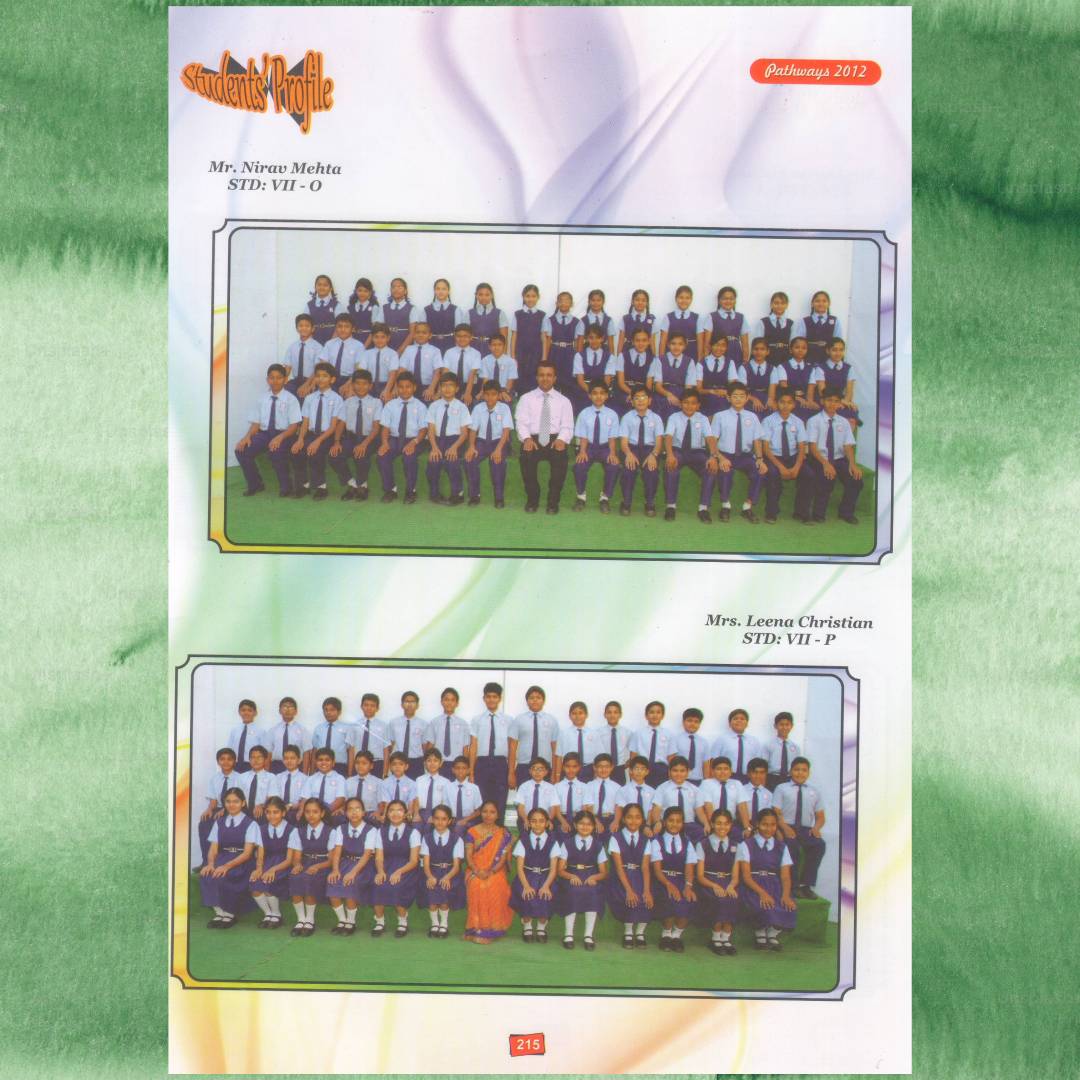 Students' Profile
Pathways 2012
Mr. Nirav Mehta
STD: VII - O
Mrs. Leena Christian
STD: VII - P
215